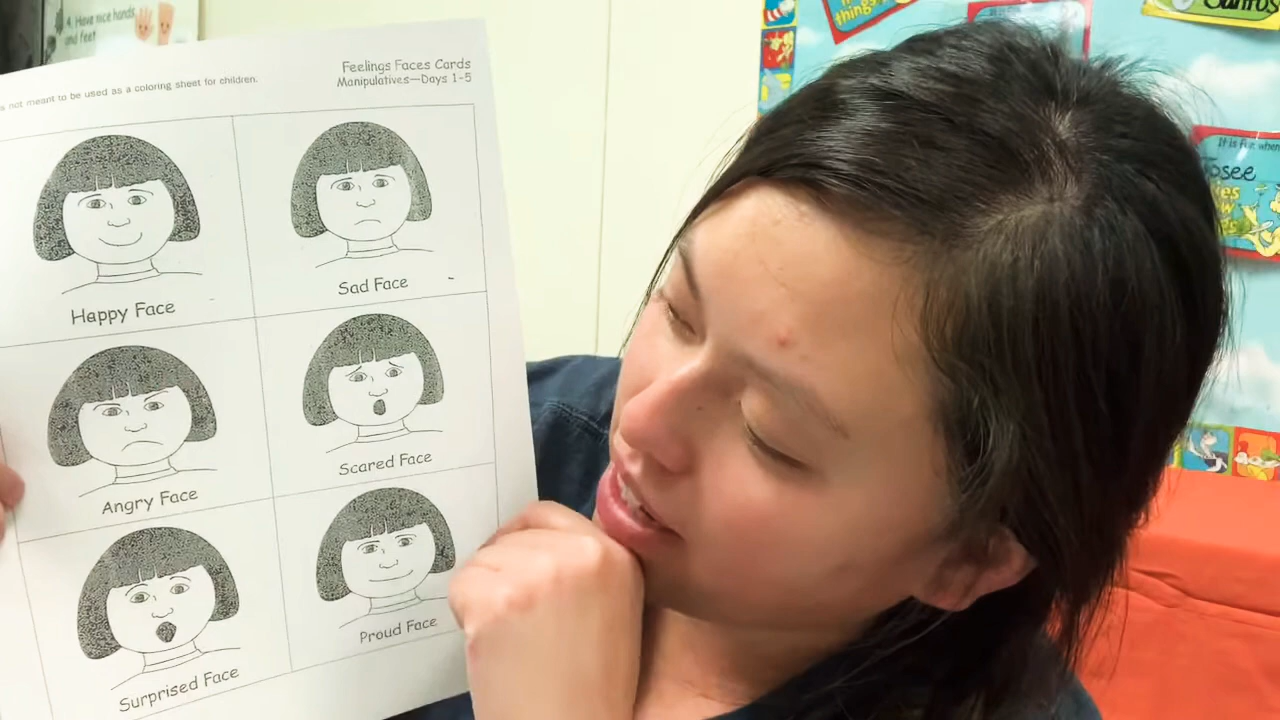 4. Have nice hands
and feet
Feelings Faces Cards
Manipulatives—Days 1-5
not meant to be used as a coloring sheet for children.
Happy Face
Sad Face
Angry Face
Scared Face
Surprised Face
Proud Face
things!
It is fun when
Josee